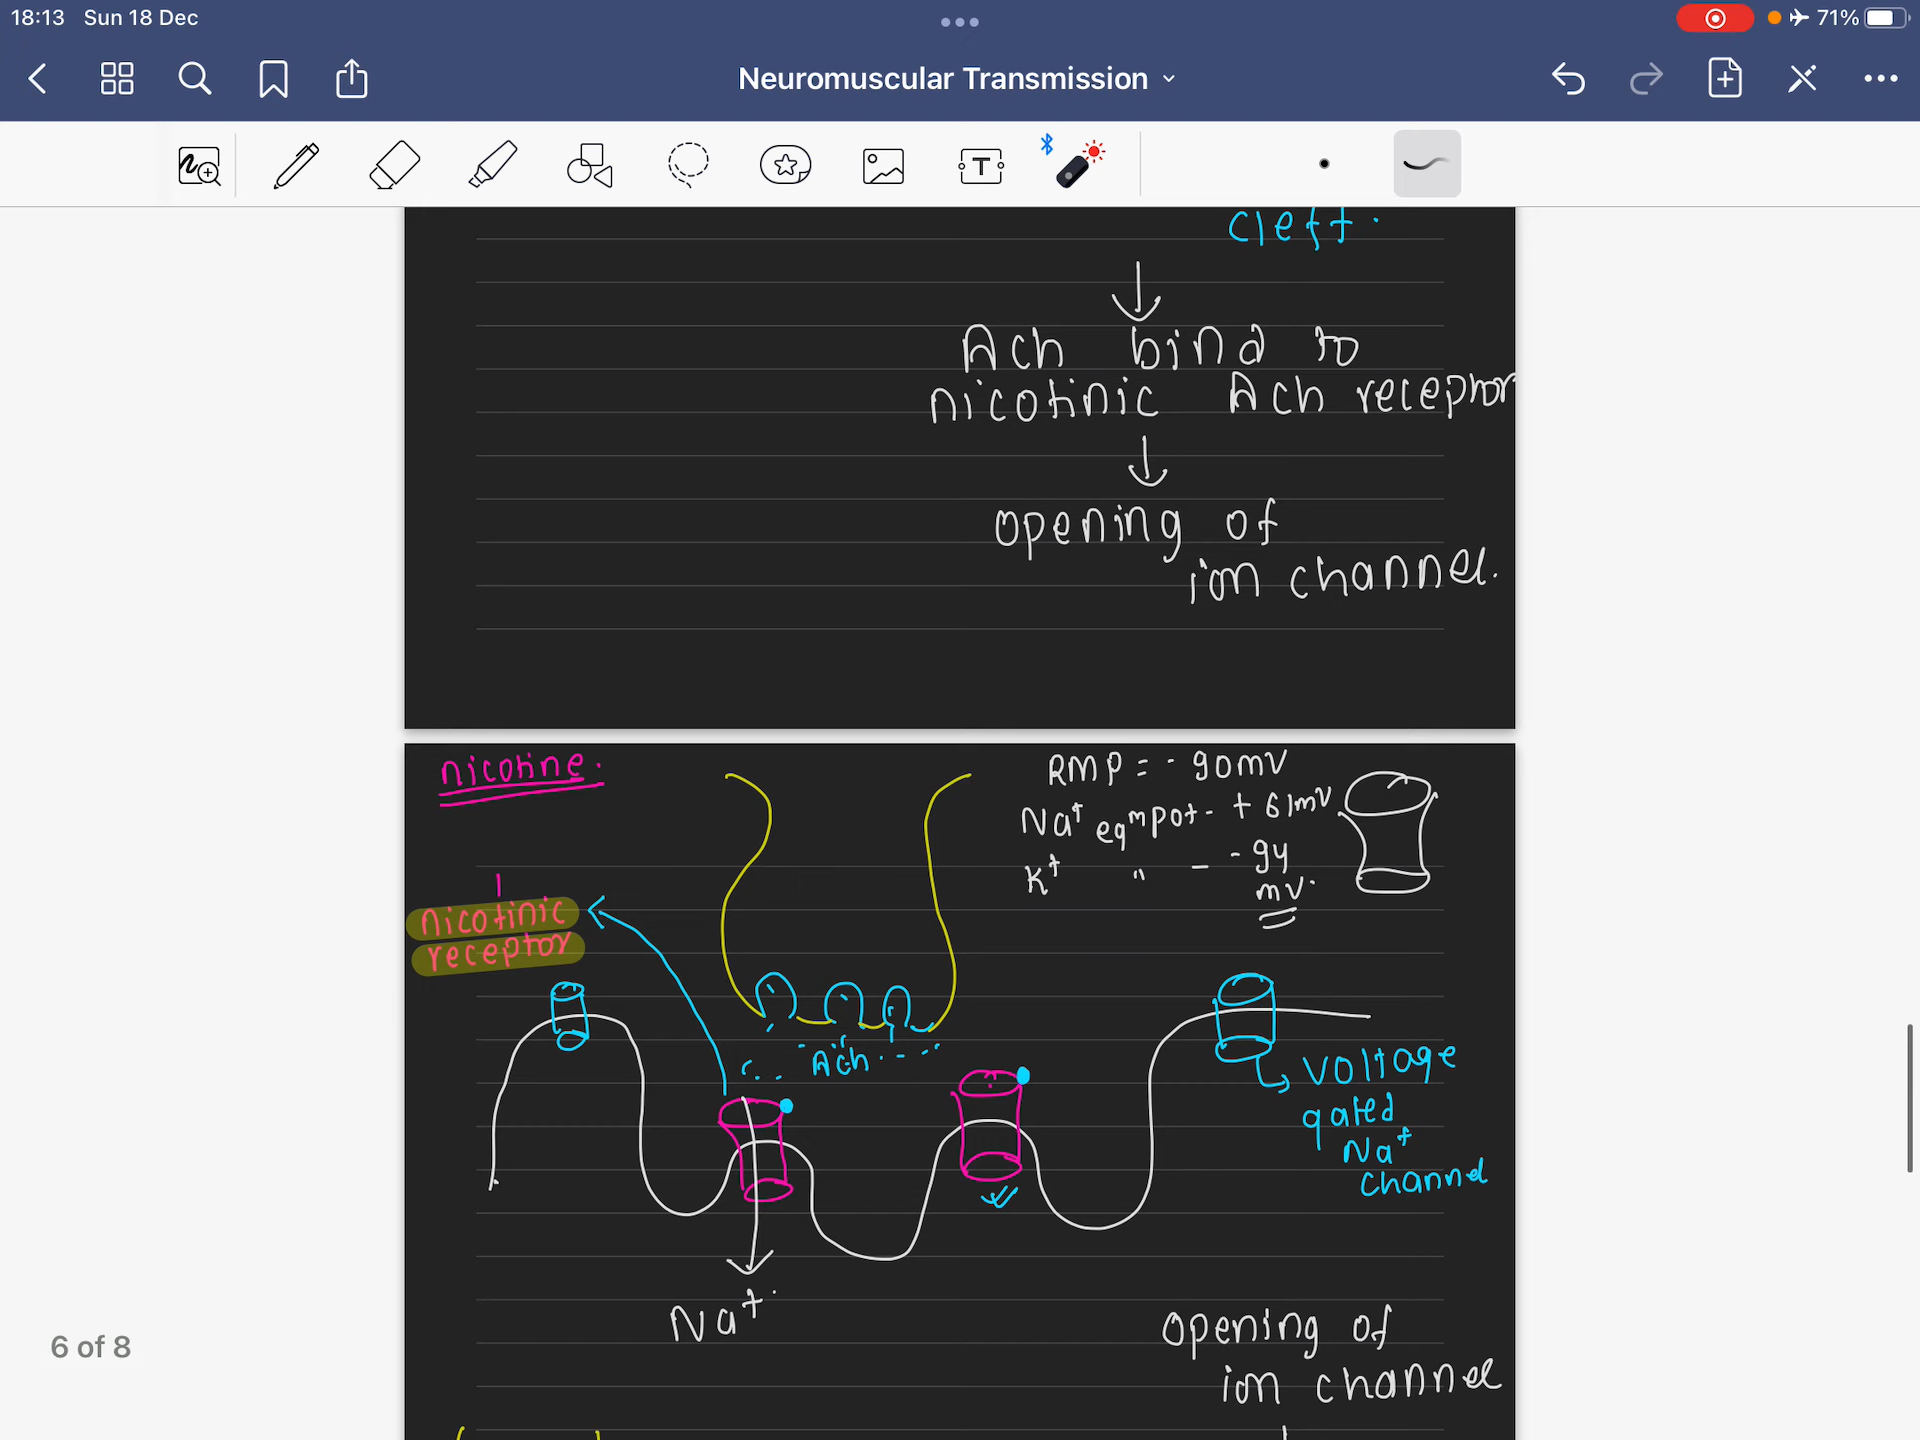 18:13 Sun 18 Dec
71%
Neuromuscular Transmission
T
cleft.
Ach bind to
nicotinic Ach receptor
opening of
ion channel.
nicotine.
RMP = - 90mV
Na+ eqm pot - + 61mV
K+ " - - 94
mV.
nicotinic
receptor
Ach
voltage
gated
Na+
channel
Na+
opening of
ion channel
6 of 8